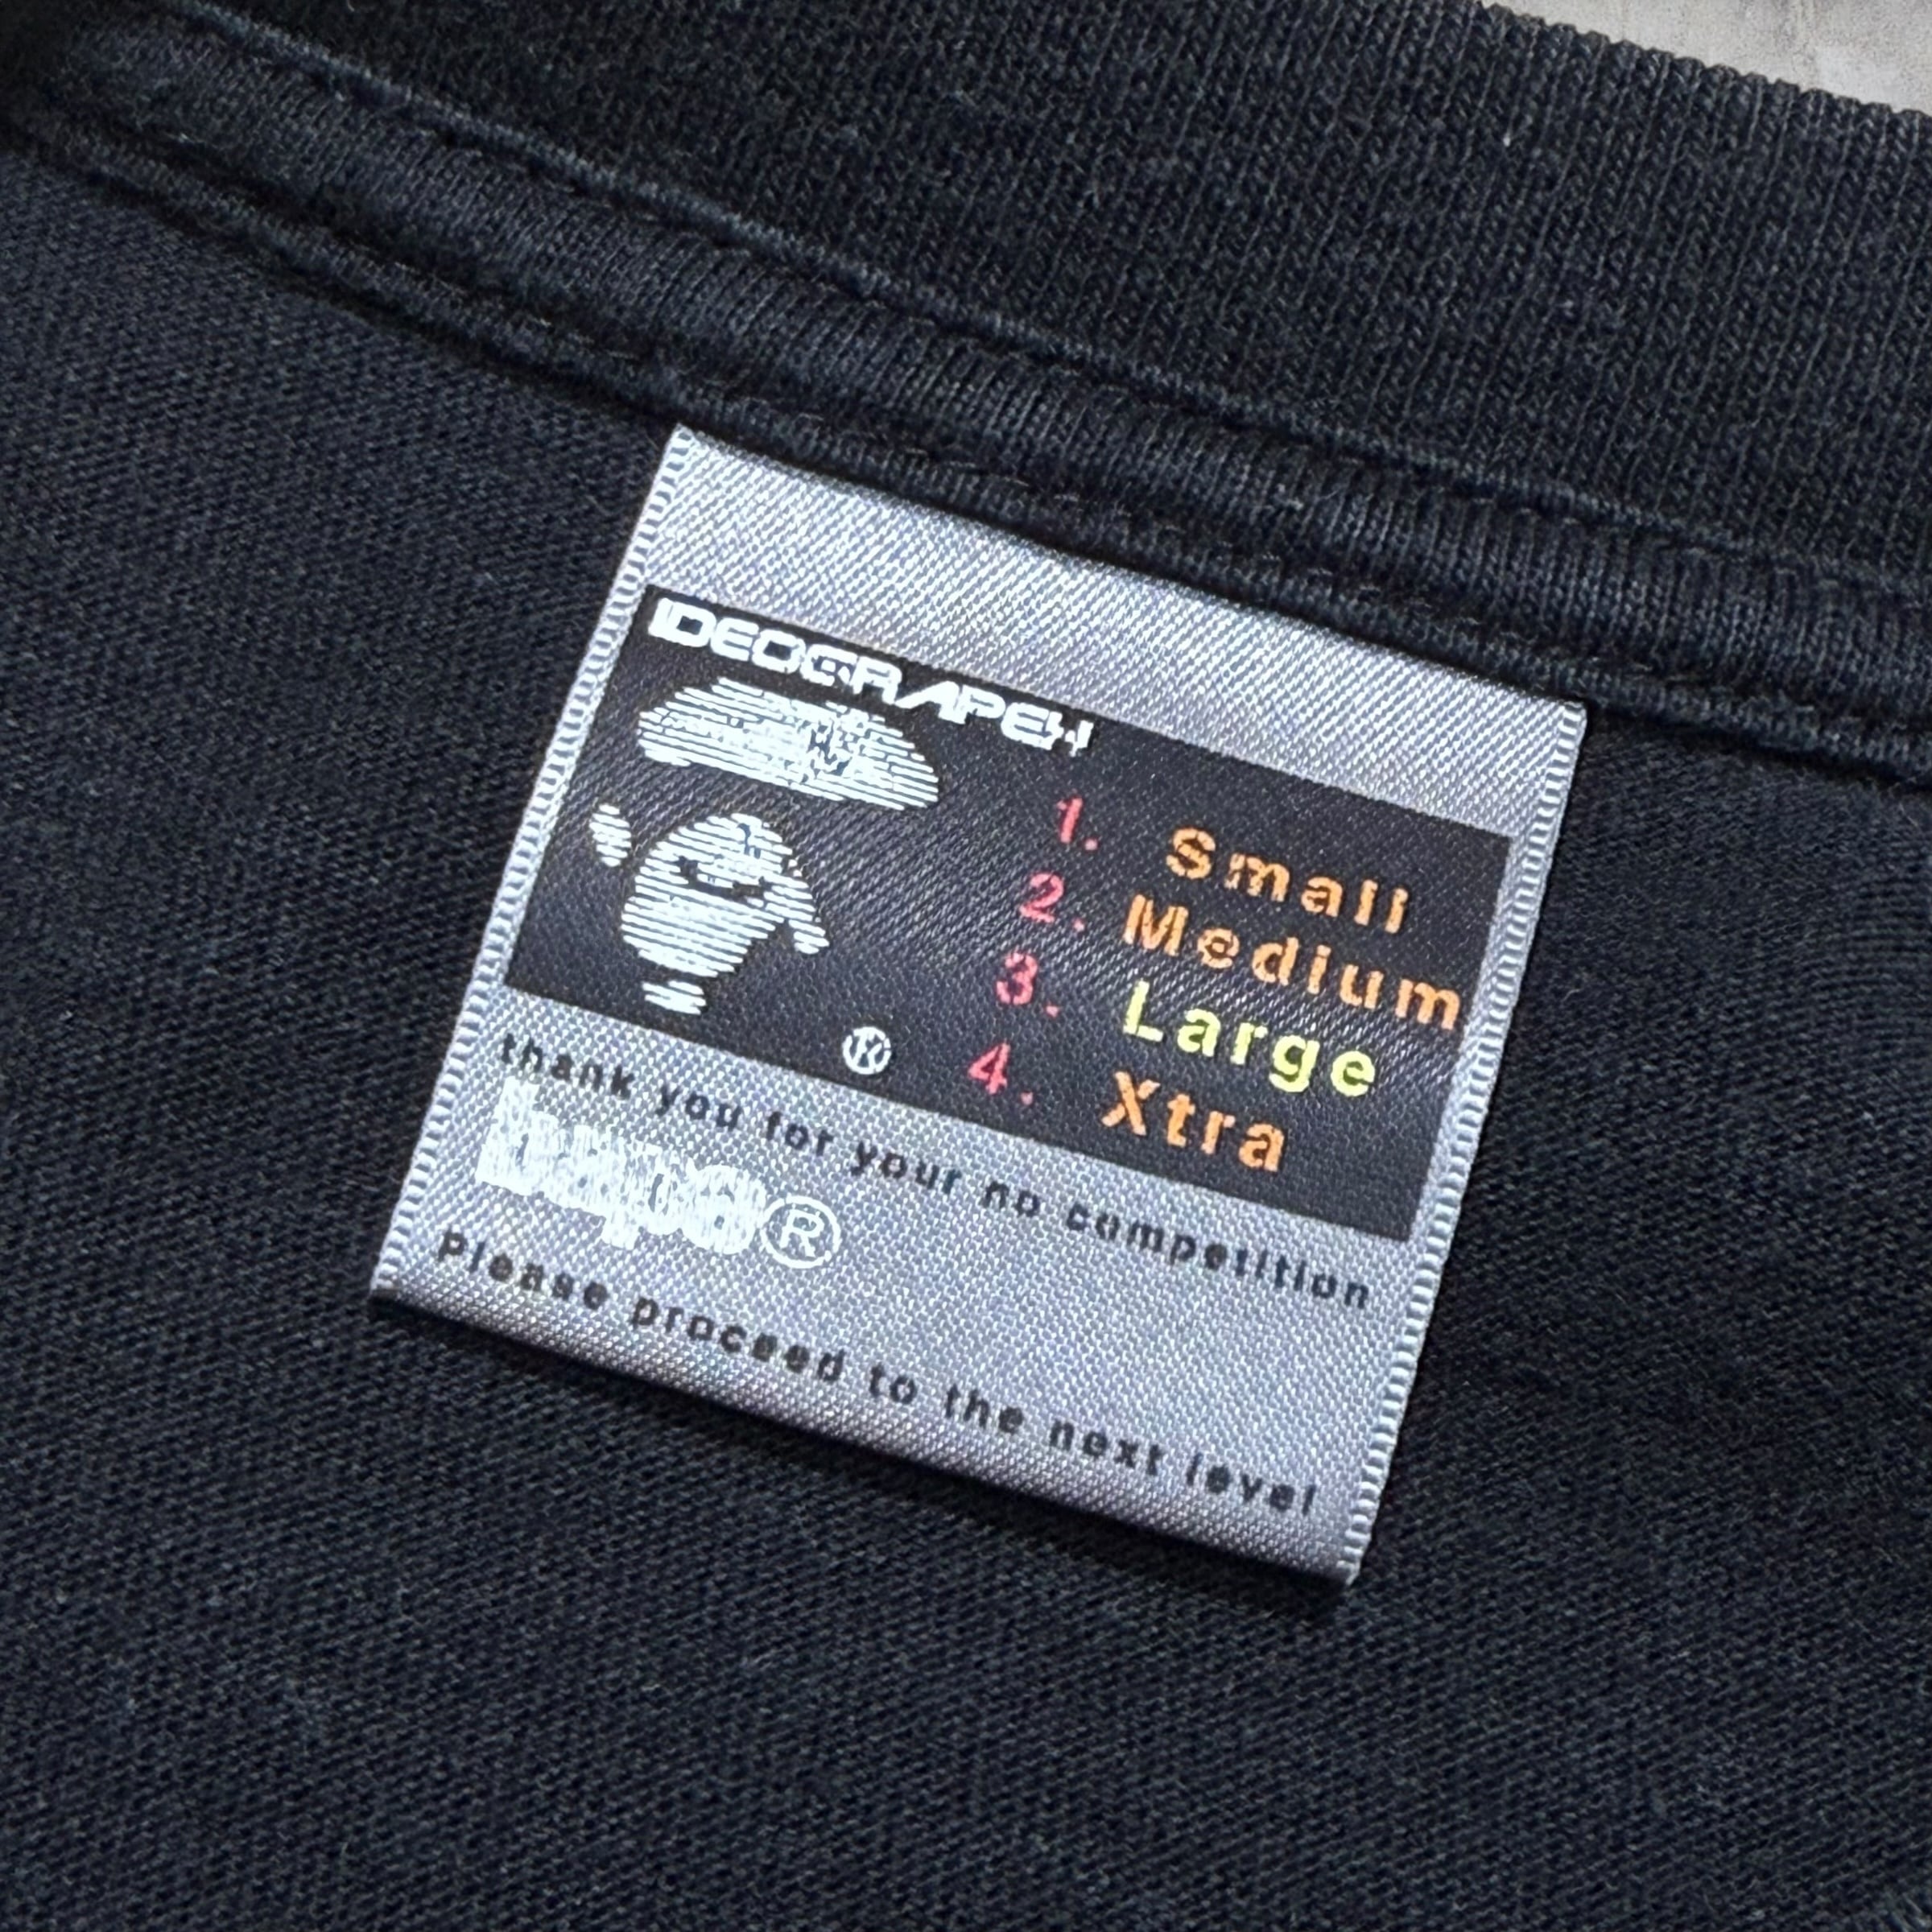 IDEOGRAPEH
1. Small
2. Medium
3. Large
4. Xtra
®
thank you for your no competition
bape®
Please proceed to the next level